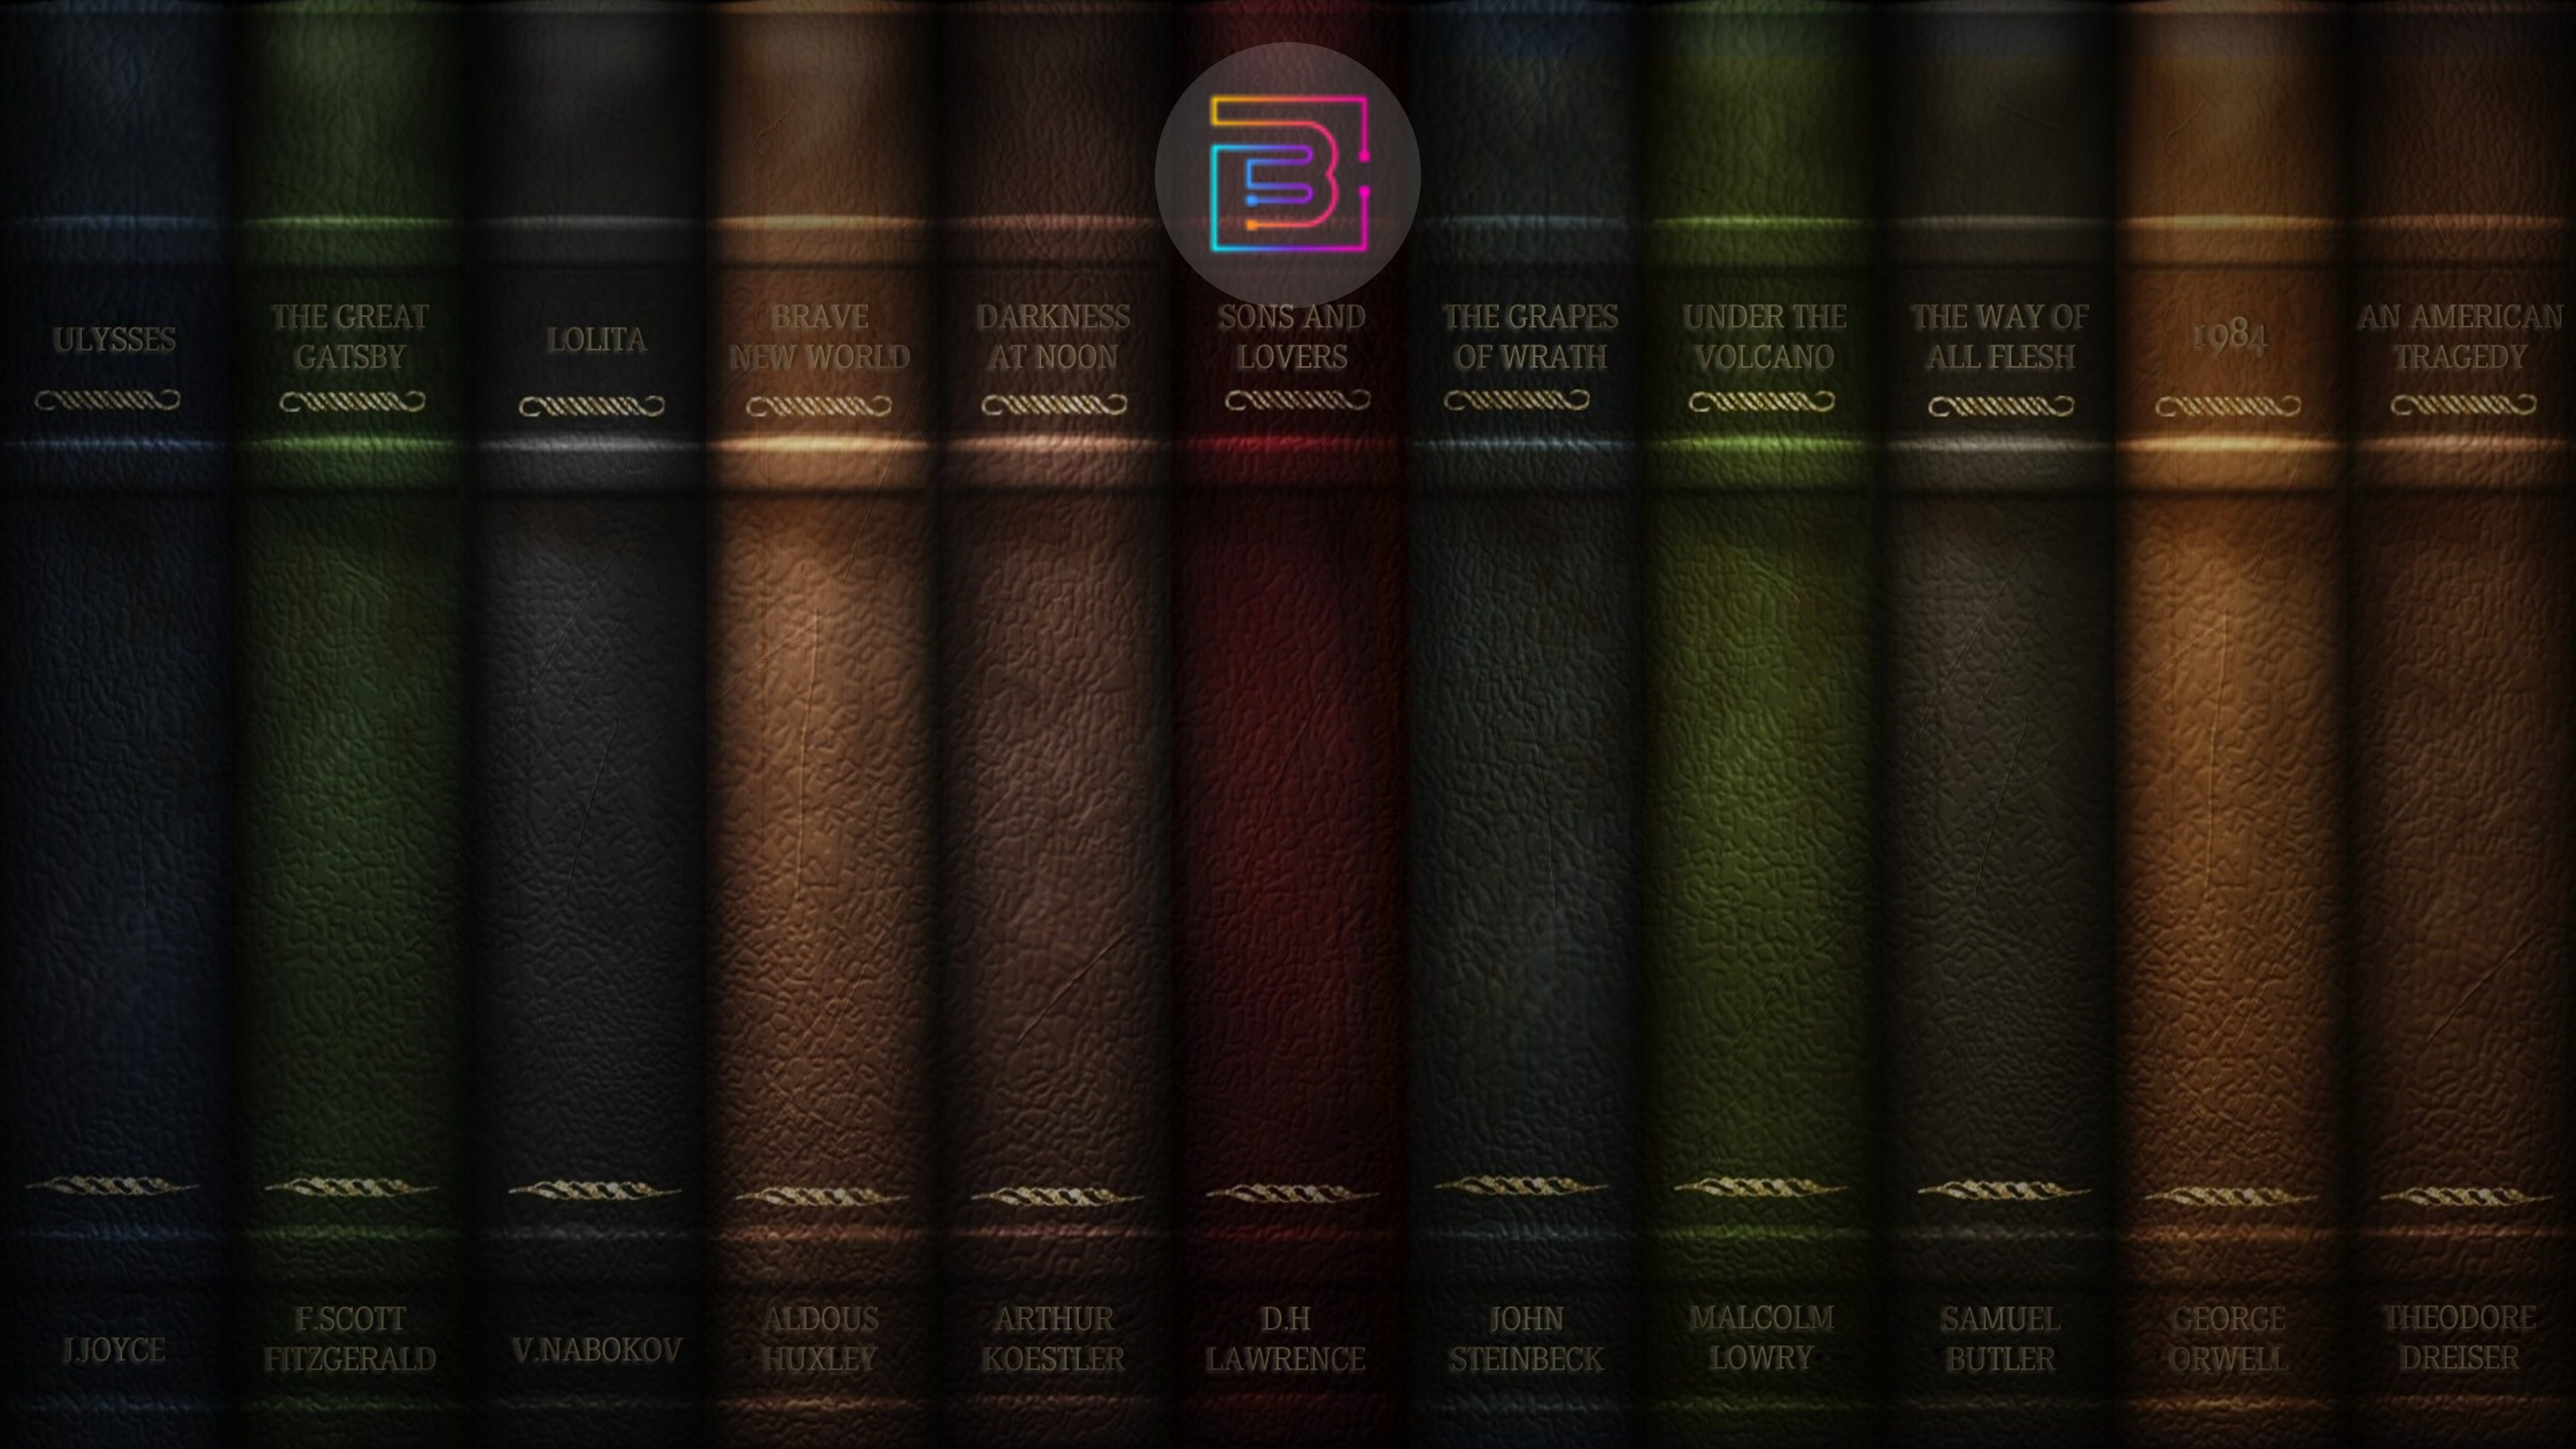 ULYSSES
THE GREAT
GATSBY
LOLITA
BRAVE
NEW WORLD
DARKNESS
AT NOON
SONS AND
LOVERS
THE GRAPES
OF WRATH
UNDER THE
VOLCANO
THE WAY OF
ALL FLESH
1984
AN AMERICAN
TRAGEDY
J.JOYCE
F.SCOTT
FITZGERALD
V.NABOKOV
ALDOUS
HUXLEY
ARTHUR
KOESTLER
D.H
LAWRENCE
JOHN
STEINBECK
MALCOLM
LOWRY
SAMUEL
BUTLER
GEORGE
ORWELL
THEODORE
DREISER